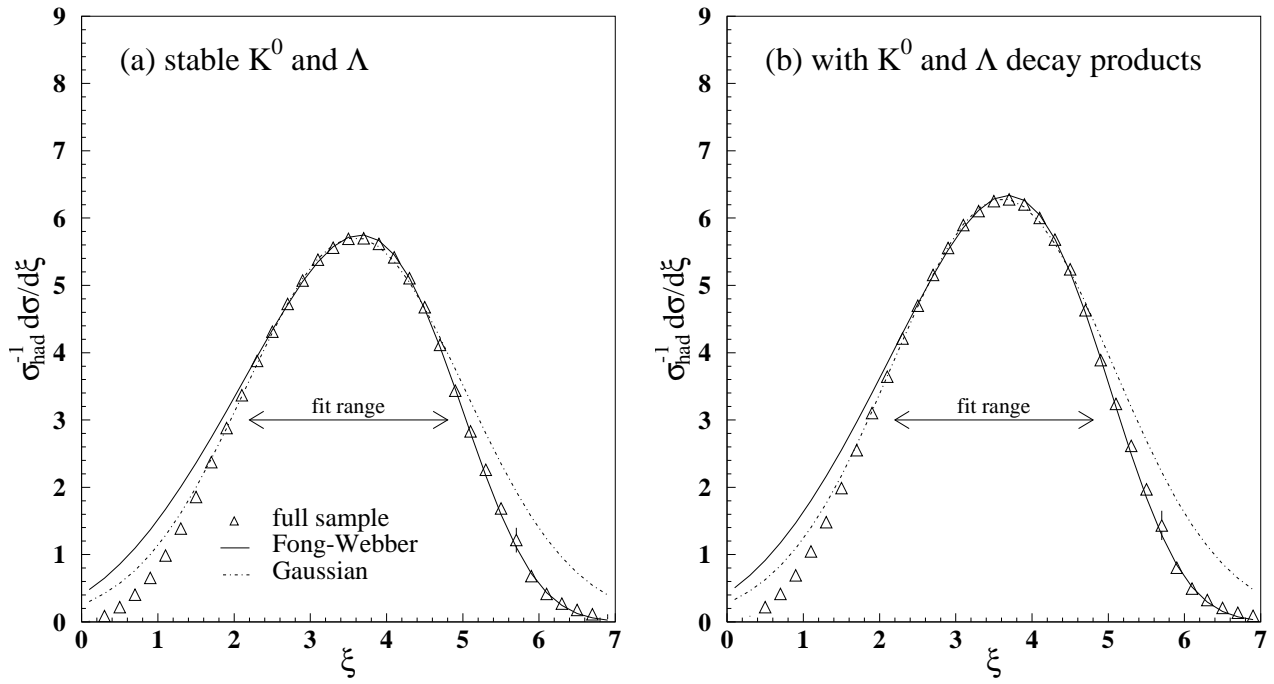 (a) stable K⁰ and Λ
9
8
7
6
5
4
3
2
1
0
σ⁻¹had dσ/dξ
fit range
full sample
Fong-Webber
Gaussian
0 1 2 3 4 5 6 7
ξ
(b) with K⁰ and Λ decay products
9
8
7
6
5
4
3
2
1
0
σ⁻¹had dσ/dξ
fit range
0 1 2 3 4 5 6 7
ξ